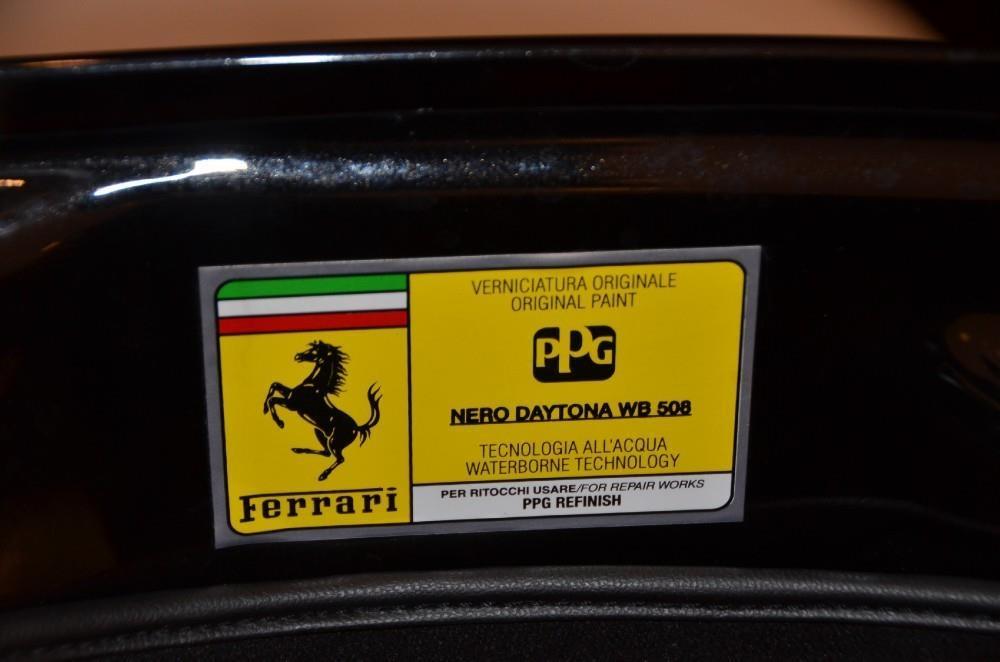 VERNICIATURA ORIGINALE
ORIGINAL PAINT
PPG
NERO DAYTONA WB 508
TECNOLOGIA ALL'ACQUA
WATERBORNE TECHNOLOGY
PER RITOCCHI USARE/FOR REPAIR WORKS
PPG REFINISH
Ferrari